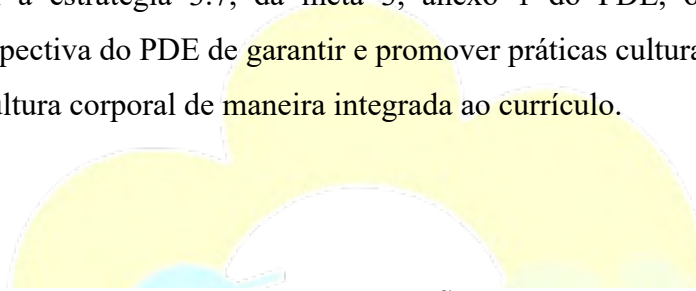 a estratégia 3.7, da meta 3, anexo 1 do PDE,
pectiva do PDE de garantir e promover práticas cultura
ltura corporal de maneira integrada ao currículo.